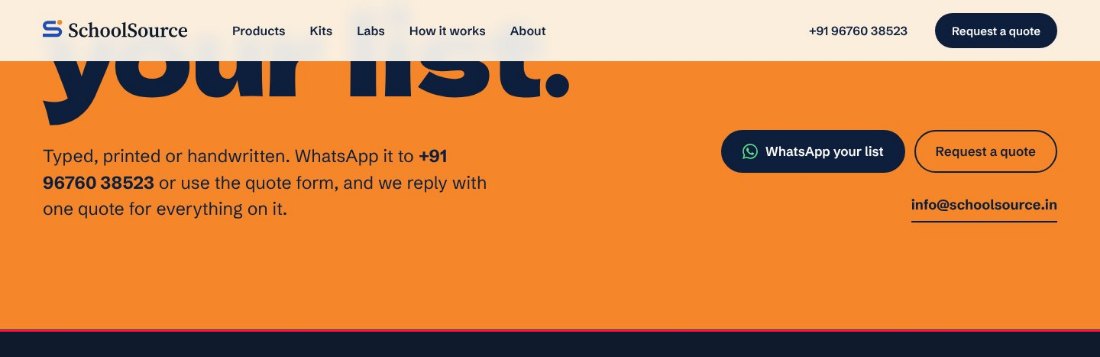 SchoolSource
Products
Kits
Labs
How it works
About
+91 96760 38523
Request a quote
your list.
Typed, printed or handwritten. WhatsApp it to +91
96760 38523 or use the quote form, and we reply with
one quote for everything on it.
WhatsApp your list
Request a quote
info@schoolsource.in